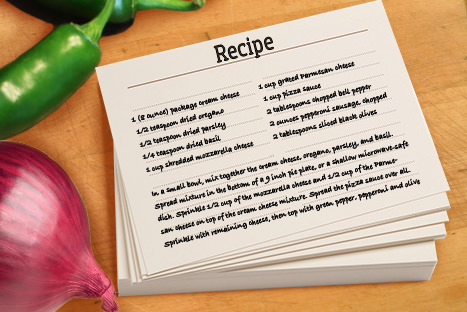 Recipe
1 (8 ounce) package cream cheese
1/2 teaspoon dried oregano
1/2 teaspoon dried parsley
1/4 teaspoon dried basil
1 cup shredded mozzarella cheese
1 cup grated Parmesan cheese
1 cup pizza sauce
2 tablespoons chopped bell pepper
2 ounces pepperoni sausage, chopped
2 tablespoons sliced black olives
In a small bowl, mix together the cream cheese, oregano, parsley, and basil.
Spread mixture in the bottom of a 9 inch pie plate, or a shallow microwave-safe
dish. Sprinkle 1/2 cup of the mozzarella cheese and 1/2 cup of the Parme-
san cheese on top of the cream cheese mixture. Spread the pizza sauce over all.
Sprinkle with remaining cheese, then top with green pepper, pepperoni and olive